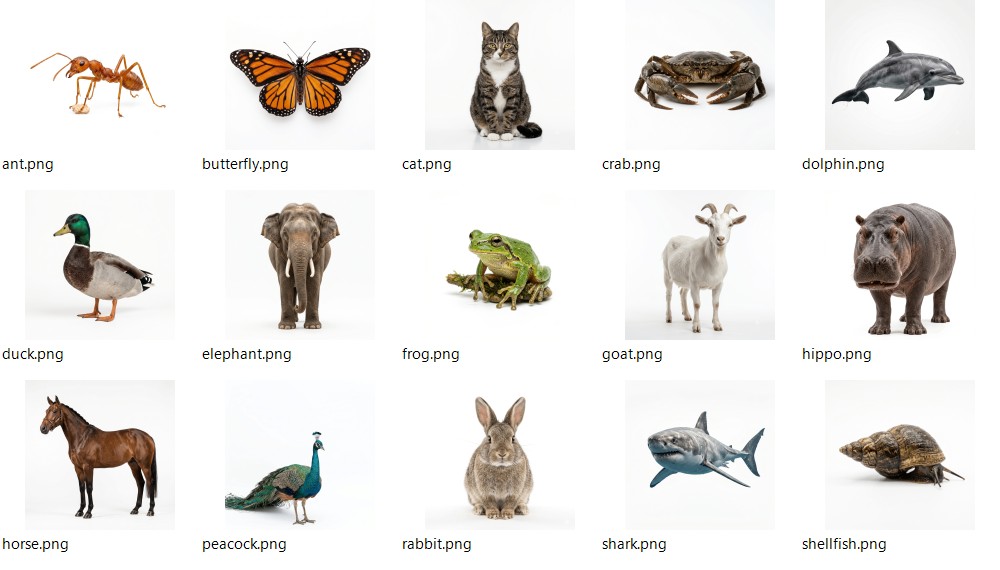 ant.png
butterfly.png
cat.png
crab.png
dolphin.png
duck.png
elephant.png
frog.png
goat.png
hippo.png
horse.png
peacock.png
rabbit.png
shark.png
shellfish.png